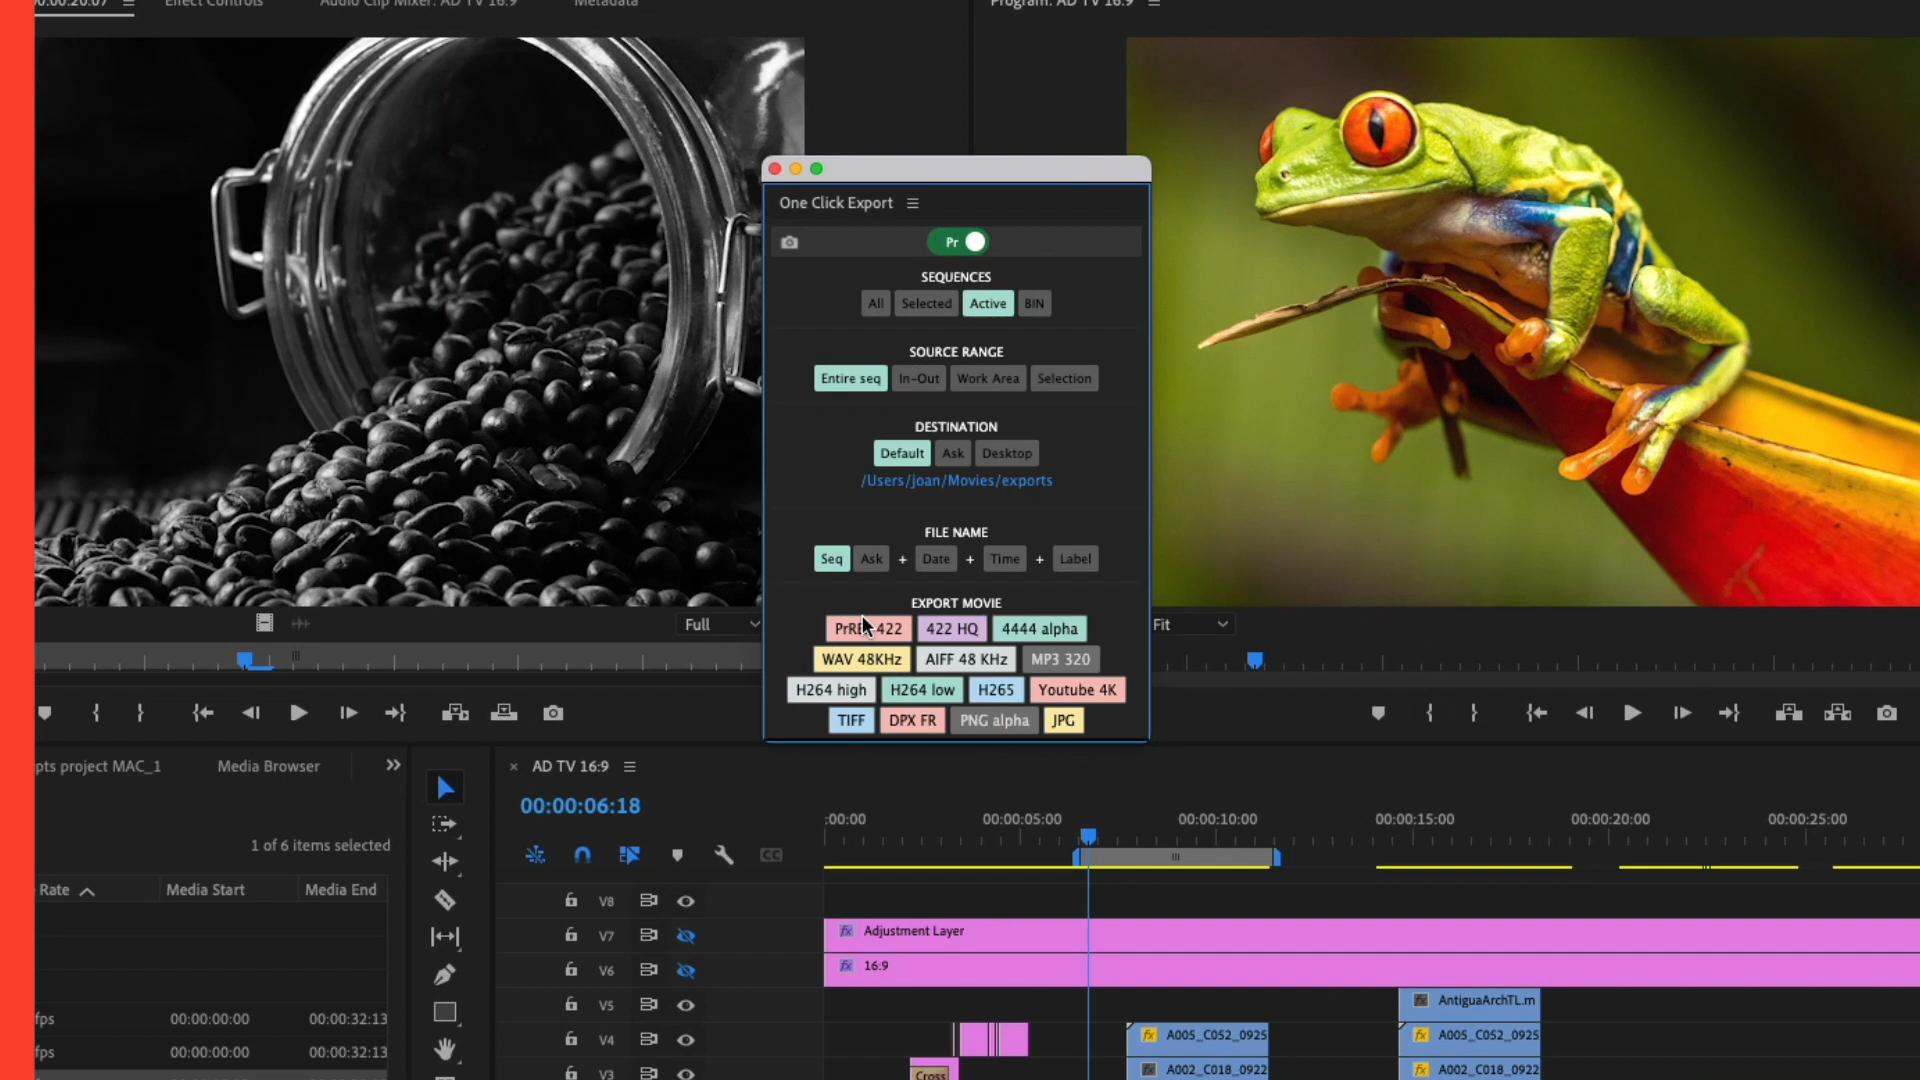 Effect Controls
Audio Clip Mixer: AD TV 16:9
Metadata
Program: AD TV 16:9
One Click Export
Pr
SEQUENCES
All Selected Active BIN
SOURCE RANGE
Entire seq In-Out Work Area Selection
DESTINATION
Default Ask Desktop
/Users/joan/Movies/exports
FILE NAME
Seq Ask + Date + Time + Label
EXPORT MOVIE
422 422 HQ 4444 alpha
WAV 48KHz AIFF 48 KHz MP3 320
H264 high H264 low H265 Youtube 4K
TIFF DPX FR PNG alpha JPG
Full
Fit
pts project MAC_1
Media Browser
1 of 6 items selected
Rate Media Start Media End
fps 00:00:00:00 00:00:32:13
fps 00:00:00:00 00:00:32:13
× AD TV 16:9
00:00:06:18
:00:00 00:00:05:00 00:00:10:00 00:00:15:00 00:00:20:00 00:00:25:00
V8
V7 fx Adjustment Layer
V6 fx 16:9
V5 fx AntiguaArchTL.m
V4 fx A005_C052_0925 fx A005_C052_0925
V3 Cross fx A002_C018_0922 fx A002_C018_0922